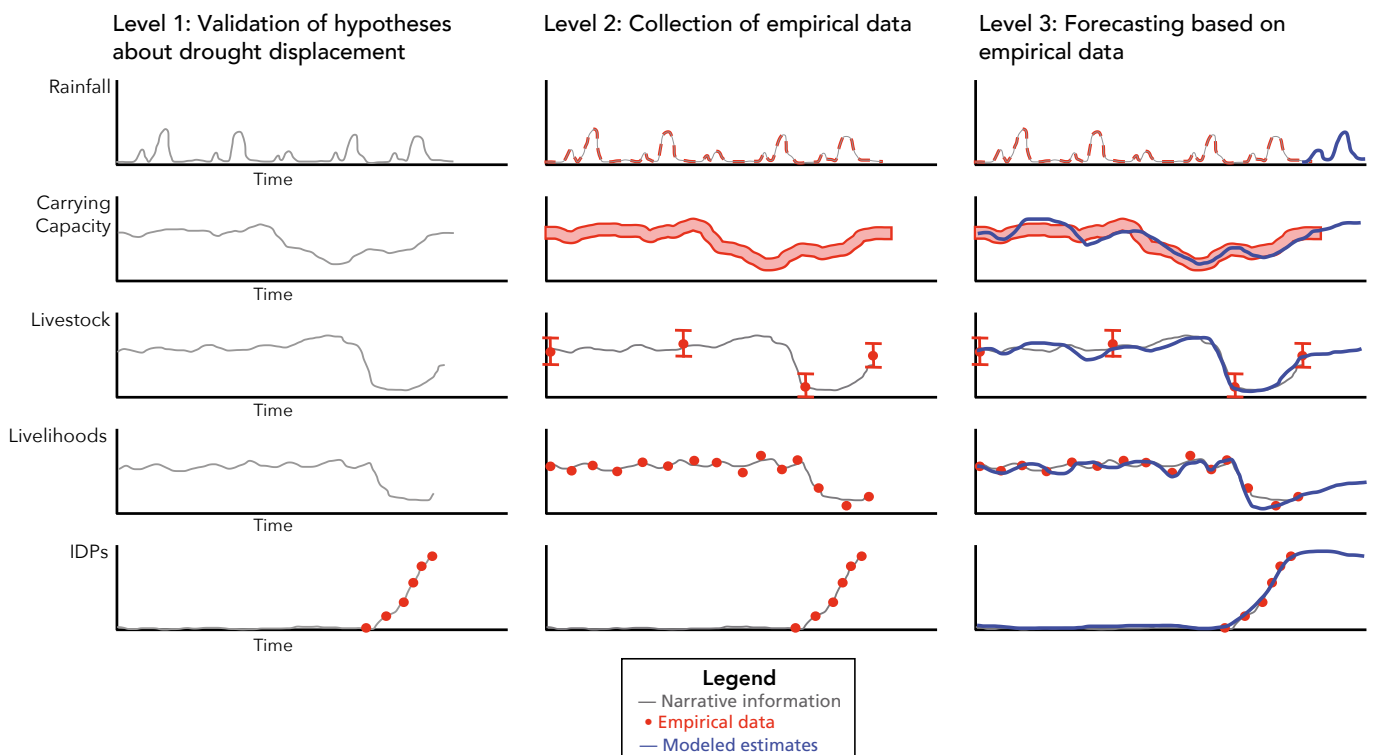 Level 1: Validation of hypotheses
about drought displacement
Level 2: Collection of empirical data
Level 3: Forecasting based on
empirical data
Rainfall
Time
Carrying
Capacity
Time
Livestock
Time
Livelihoods
Time
IDPs
Time
Legend
Narrative information
Empirical data
Modeled estimates